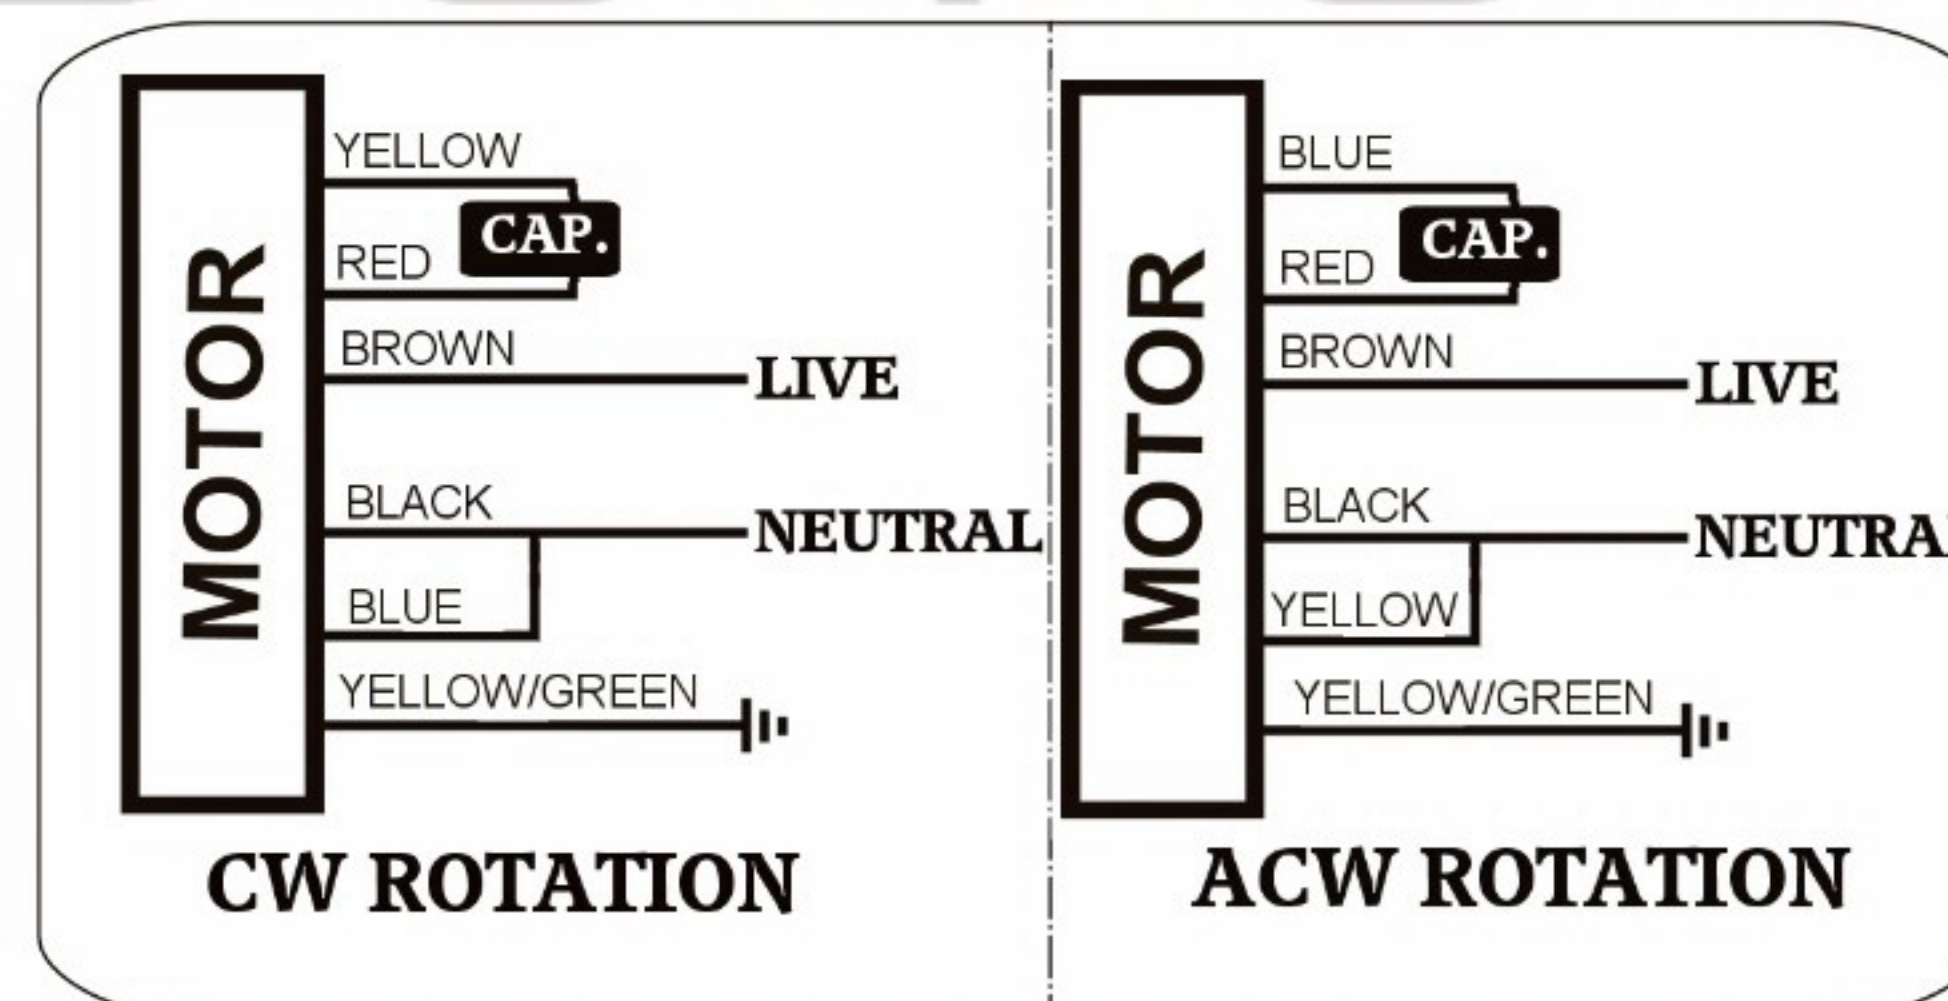 MOTOR
YELLOW
CAP.
RED
BROWN
LIVE
BLACK
NEUTRAL
BLUE
YELLOW/GREEN
CW ROTATION
MOTOR
BLUE
CAP.
RED
BROWN
LIVE
BLACK
NEUTRA
YELLOW
YELLOW/GREEN
ACW ROTATION